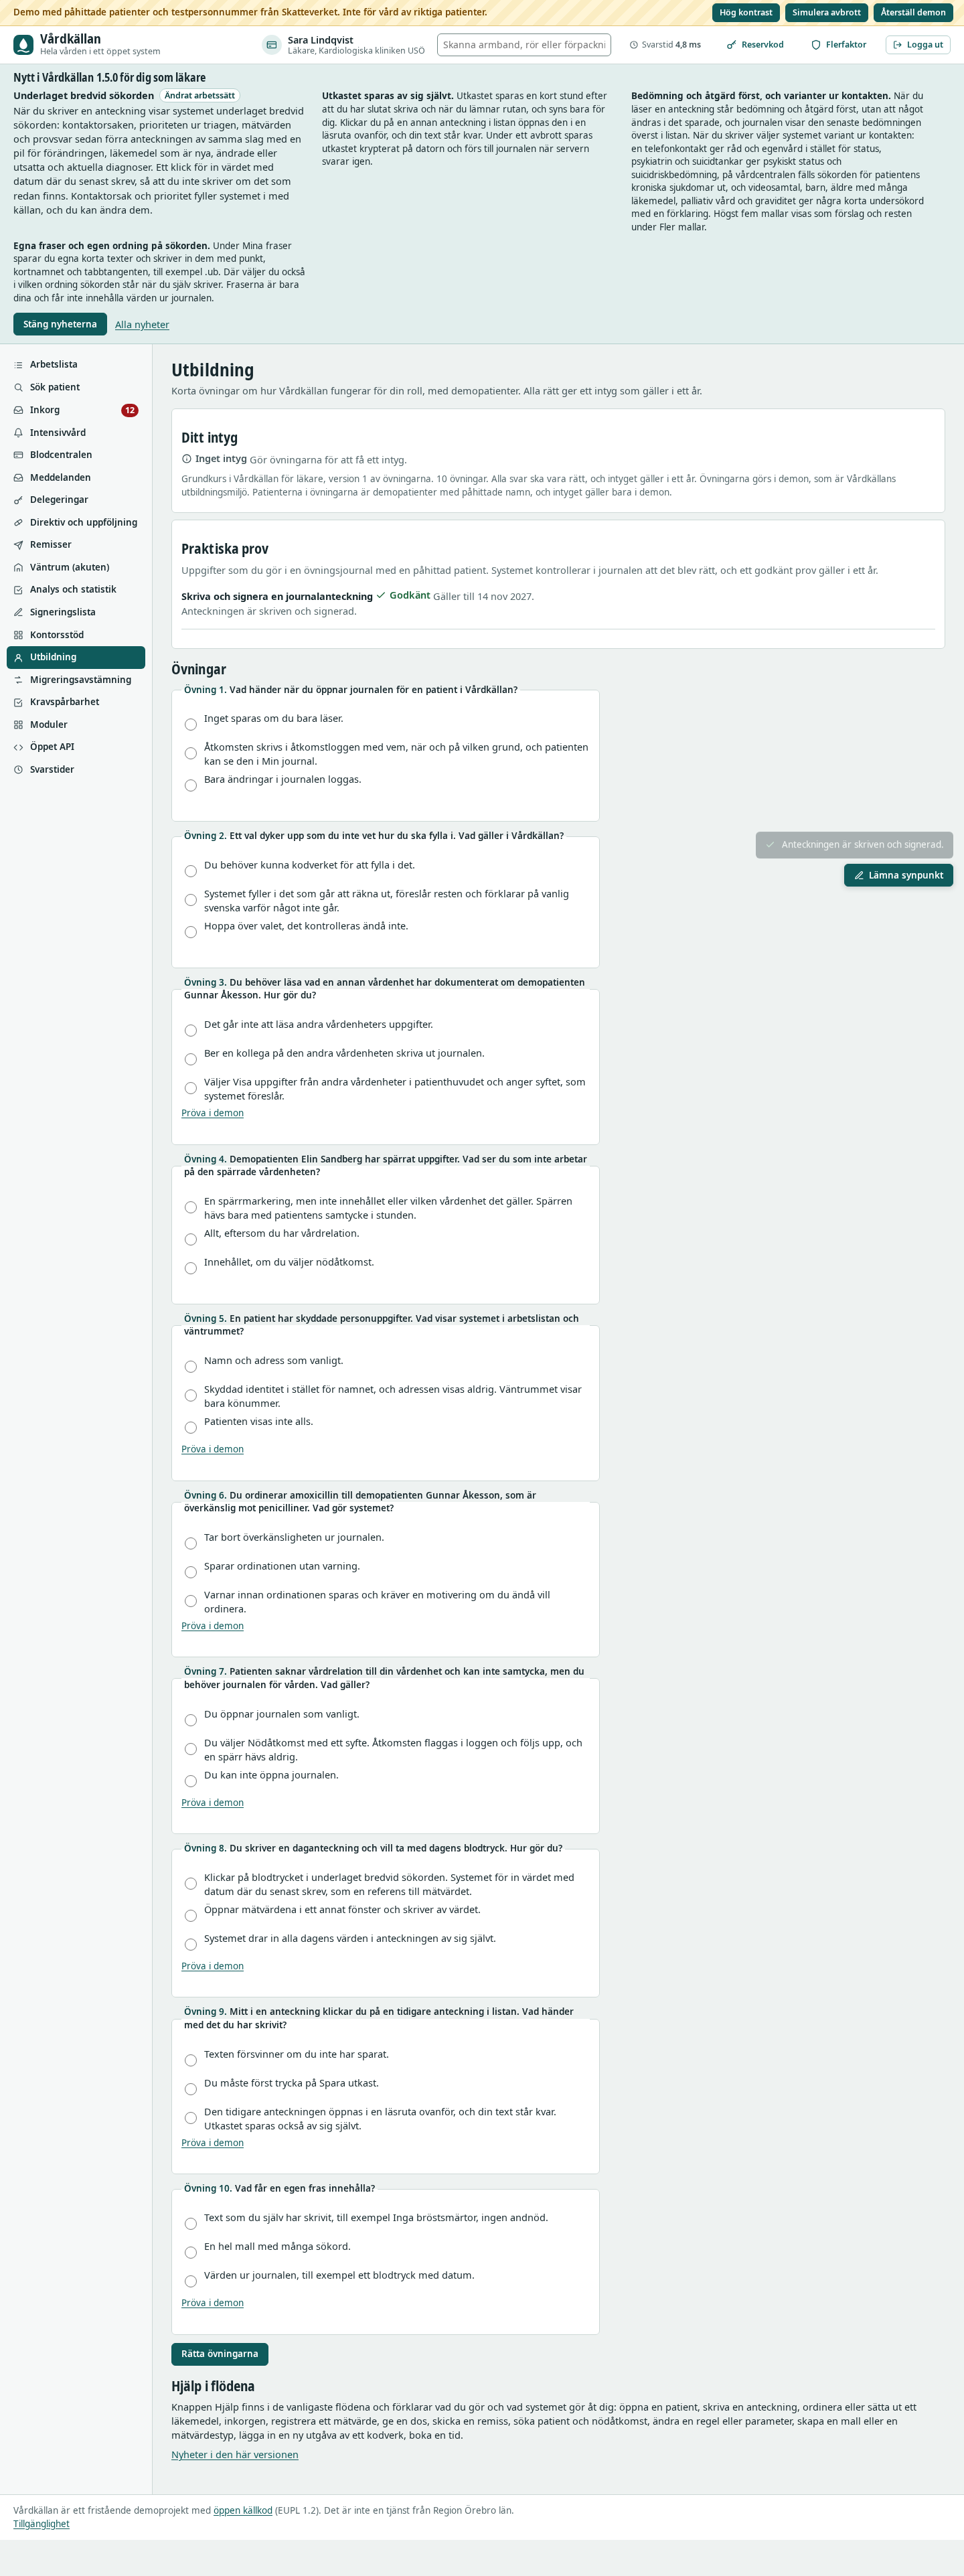 Demo med påhittade patienter och testpersonnummer från Skatteverket. Inte för vård av riktiga patienter.
Hög kontrast
Simulera avbrott
Återställ demon
Vårdkällan
Hela vården i ett öppet system
Sara Lindqvist
Läkare, Kardiologiska kliniken USÖ
Skanna armband, rör eller förpackni
Svarstid 4,8 ms
Reservkod
Flerfaktor
Logga ut
Nytt i Vårdkällan 1.5.0 för dig som läkare
Underlaget bredvid sökorden Ändrat arbetssätt
När du skriver en anteckning visar systemet underlaget bredvid
sökorden: kontaktorsaken, prioriteten ur triagen, mätvärden
och provsvar sedan förra anteckningen av samma slag med en
pil för förändringen, läkemedel som är nya, ändrade eller
utsatta och aktuella diagnoser. Ett klick för in värdet med
datum där du senast skrev, så att du inte skriver om det som
redan finns. Kontaktorsak och prioritet fyller systemet i med
källan, och du kan ändra dem.
Utkastet sparas av sig självt. Utkastet sparas en kort stund efter
att du har slutat skriva och när du lämnar rutan, och syns bara för
dig. Klickar du på en annan anteckning i listan öppnas den i en
läsruta ovanför, och din text står kvar. Under ett avbrott sparas
utkastet krypterat på datorn och förs till journalen när servern
svarar igen.
Bedömning och åtgärd först, och varianter ur kontakten. När du
läser en anteckning står bedömning och åtgärd först, utan att något
ändras i det sparade, och journalen visar den senaste bedömningen
överst i listan. När du skriver väljer systemet variant ur kontakten:
en telefonkontakt ger råd och egenvård i stället för status,
psykiatrin och suicidtankar ger psykiskt status och
suicidriskbedömning, på vårdcentralen fälls sökorden för patientens
kroniska sjukdomar ut, och videosamtal, barn, äldre med många
läkemedel, palliativ vård och graviditet ger några korta undersökord
med en förklaring. Högst fem mallar visas som förslag och resten
under Fler mallar.
Egna fraser och egen ordning på sökorden. Under Mina fraser
sparar du egna korta texter och skriver in dem med punkt,
kortnamnet och tabbtangenten, till exempel .ub. Där väljer du också
i vilken ordning sökorden står när du själv skriver. Fraserna är bara
dina och får inte innehålla värden ur journalen.
Stäng nyheterna
Alla nyheter
Arbetslista
Sök patient
Inkorg 12
Intensivvård
Blodcentralen
Meddelanden
Delegeringar
Direktiv och uppföljning
Remisser
Väntrum (akuten)
Analys och statistik
Signeringslista
Kontorsstöd
Utbildning
Migreringsavstämning
Kravspårbarhet
Moduler
Öppet API
Svarstider
Utbildning
Korta övningar om hur Vårdkällan fungerar för din roll, med demopatienter. Alla rätt ger ett intyg som gäller i ett år.
Ditt intyg
Inget intyg Gör övningarna för att få ett intyg.
Grundkurs i Vårdkällan för läkare, version 1 av övningarna. 10 övningar. Alla svar ska vara rätt, och intyget gäller i ett år. Övningarna görs i demon, som är Vårdkällans
utbildningsmiljö. Patienterna i övningarna är demopatienter med påhittade namn, och intyget gäller bara i demon.
Praktiska prov
Uppgifter som du gör i en övningsjournal med en påhittad patient. Systemet kontrollerar i journalen att det blev rätt, och ett godkänt prov gäller i ett år.
Skriva och signera en journalanteckning Godkänt Gäller till 14 nov 2027.
Anteckningen är skriven och signerad.
Övningar
Övning 1. Vad händer när du öppnar journalen för en patient i Vårdkällan?
Inget sparas om du bara läser.
Åtkomsten skrivs i åtkomstloggen med vem, när och på vilken grund, och patienten
kan se den i Min journal.
Bara ändringar i journalen loggas.
Övning 2. Ett val dyker upp som du inte vet hur du ska fylla i. Vad gäller i Vårdkällan?
Du behöver kunna kodverket för att fylla i det.
Systemet fyller i det som går att räkna ut, föreslår resten och förklarar på vanlig
svenska varför något inte går.
Hoppa över valet, det kontrolleras ändå inte.
Anteckningen är skriven och signerad.
Lämna synpunkt
Övning 3. Du behöver läsa vad en annan vårdenhet har dokumenterat om demopatienten
Gunnar Åkesson. Hur gör du?
Det går inte att läsa andra vårdenheters uppgifter.
Ber en kollega på den andra vårdenheten skriva ut journalen.
Väljer Visa uppgifter från andra vårdenheter i patienthuvudet och anger syftet, som
systemet föreslår.
Pröva i demon
Övning 4. Demopatienten Elin Sandberg har spärrat uppgifter. Vad ser du som inte arbetar
på den spärrade vårdenheten?
En spärrmarkering, men inte innehållet eller vilken vårdenhet det gäller. Spärren
hävs bara med patientens samtycke i stunden.
Allt, eftersom du har vårdrelation.
Innehållet, om du väljer nödåtkomst.
Övning 5. En patient har skyddade personuppgifter. Vad visar systemet i arbetslistan och
väntrummet?
Namn och adress som vanligt.
Skyddad identitet i stället för namnet, och adressen visas aldrig. Väntrummet visar
bara könummer.
Patienten visas inte alls.
Pröva i demon
Övning 6. Du ordinerar amoxicillin till demopatienten Gunnar Åkesson, som är
överkänslig mot penicilliner. Vad gör systemet?
Tar bort överkänsligheten ur journalen.
Sparar ordinationen utan varning.
Varnar innan ordinationen sparas och kräver en motivering om du ändå vill
ordinera.
Pröva i demon
Övning 7. Patienten saknar vårdrelation till din vårdenhet och kan inte samtycka, men du
behöver journalen för vården. Vad gäller?
Du öppnar journalen som vanligt.
Du väljer Nödåtkomst med ett syfte. Åtkomsten flaggas i loggen och följs upp, och
en spärr hävs aldrig.
Du kan inte öppna journalen.
Pröva i demon
Övning 8. Du skriver en daganteckning och vill ta med dagens blodtryck. Hur gör du?
Klickar på blodtrycket i underlaget bredvid sökorden. Systemet för in värdet med
datum där du senast skrev, som en referens till mätvärdet.
Öppnar mätvärdena i ett annat fönster och skriver av värdet.
Systemet drar in alla dagens värden i anteckningen av sig självt.
Pröva i demon
Övning 9. Mitt i en anteckning klickar du på en tidigare anteckning i listan. Vad händer
med det du har skrivit?
Texten försvinner om du inte har sparat.
Du måste först trycka på Spara utkast.
Den tidigare anteckningen öppnas i en läsruta ovanför, och din text står kvar.
Utkastet sparas också av sig självt.
Pröva i demon
Övning 10. Vad får en egen fras innehålla?
Text som du själv har skrivit, till exempel Inga bröstsmärtor, ingen andnöd.
En hel mall med många sökord.
Värden ur journalen, till exempel ett blodtryck med datum.
Pröva i demon
Rätta övningarna
Hjälp i flödena
Knappen Hjälp finns i de vanligaste flödena och förklarar vad du gör och vad systemet gör åt dig: öppna en patient, skriva en anteckning, ordinera eller sätta ut ett
läkemedel, inkorgen, registrera ett mätvärde, ge en dos, skicka en remiss, söka patient och nödåtkomst, ändra en regel eller parameter, skapa en mall eller en
mätvärdestyp, lägga in en ny utgåva av ett kodverk, boka en tid.
Nyheter i den här versionen
Vårdkällan är ett fristående demoprojekt med öppen källkod (EUPL 1.2). Det är inte en tjänst från Region Örebro län.
Tillgänglighet